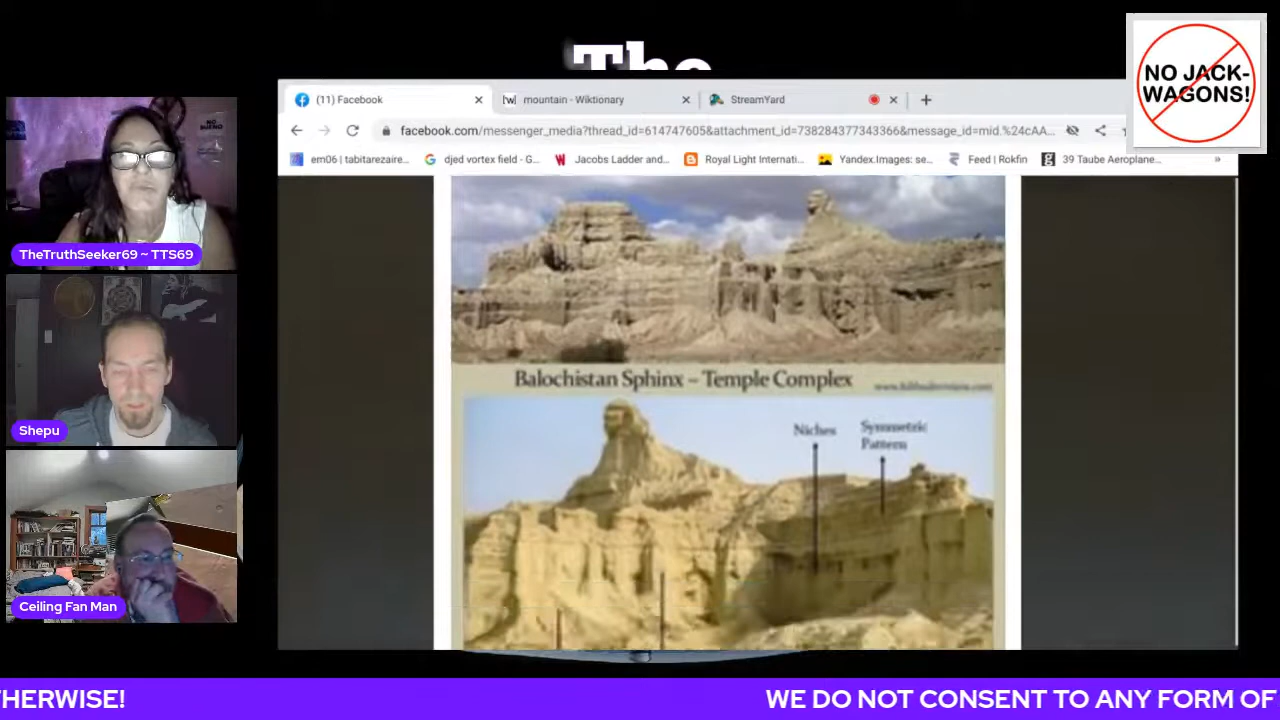 The
NO JACK-
WAGONS!
(11) Facebook
mountain - Wiktionary
StreamYard
facebook.com/messenger_media?thread_id=614747605&attachment_id=738284377343366&message_id=mid.%24cAA...
em06 | tabitarezaire...
djed vortex field - G...
Jacobs Ladder and...
Royal Light Internati...
Yandex.Images: se...
Feed | Rokfin
39 Taube Aeroplane...
»
NO
BUENO
TheTruthSeeker69 ~ TTS69
Shepu
Ceiling Fan Man
Balochistan Sphinx – Temple Complex
Niches
Symmetric
Pattern
THERWISE!
WE DO NOT CONSENT TO ANY FORM OF